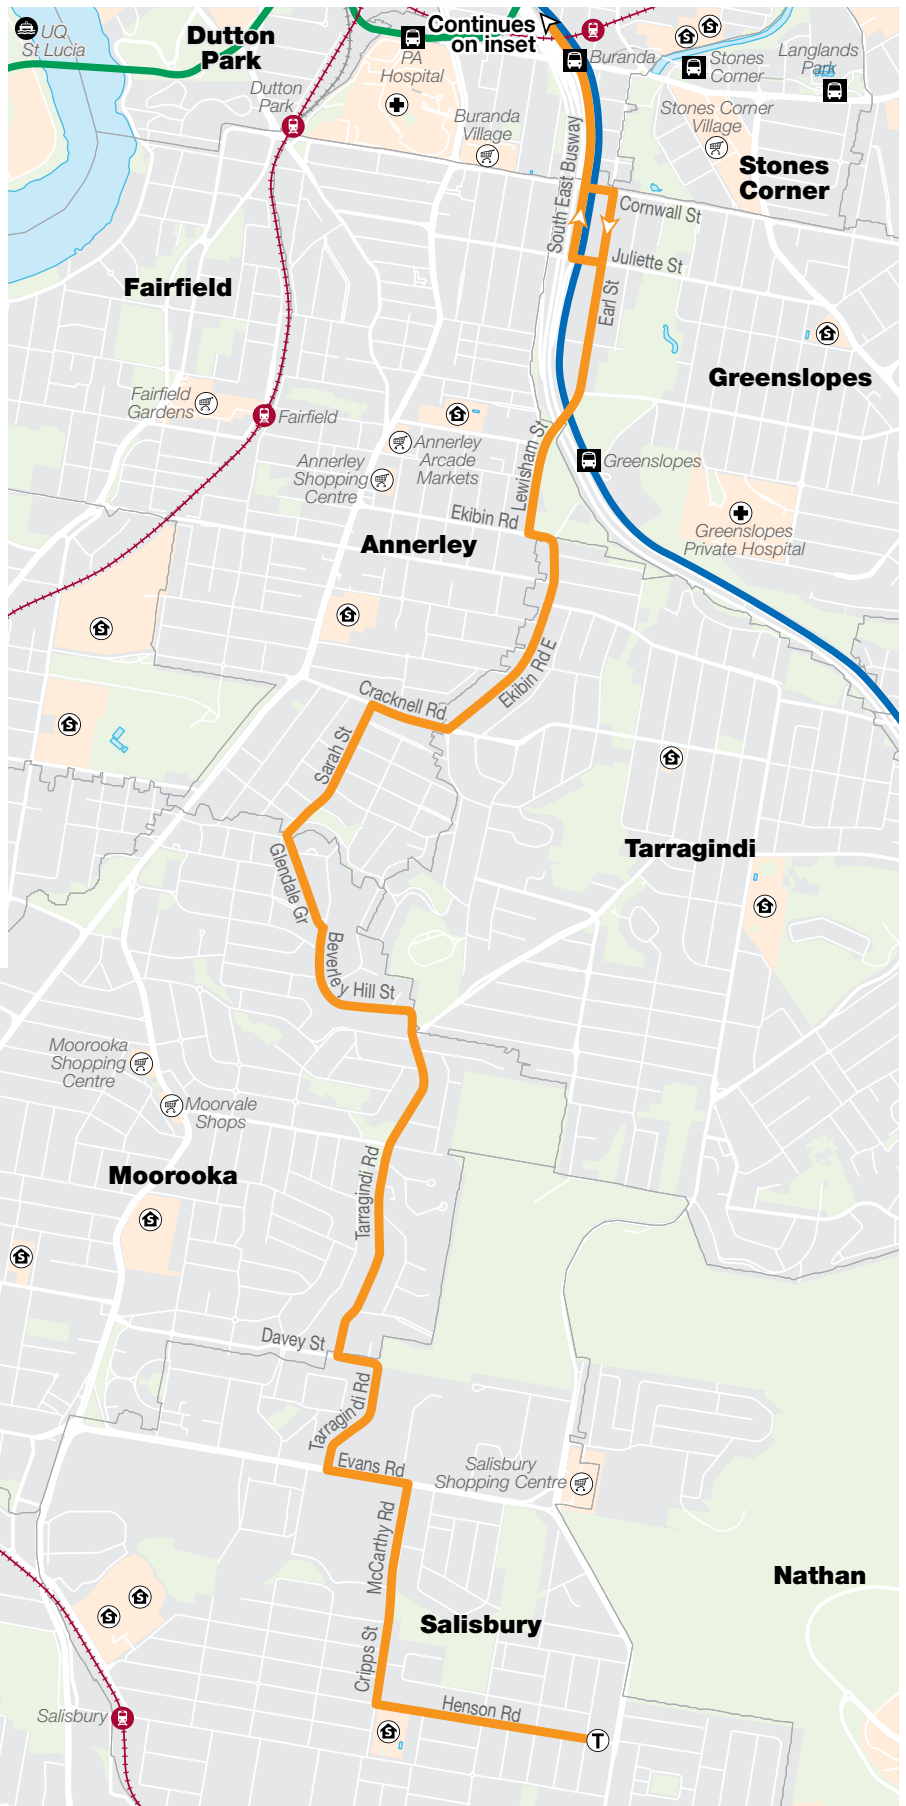 Continues
on inset
UQ
St Lucia
Dutton
Park
PA
Hospital
Buranda
Stones
Corner
Langlands
Park
Dutton
Park
Buranda
Village
Stones Corner
Village
Stones
Corner
South East Busway
Cornwall St
Juliette St
Earl St
Fairfield
Greenslopes
Fairfield
Gardens
Fairfield
Annerley
Arcade
Markets
Annerley
Shopping
Centre
Lewisham St
Greenslopes
Ekibin Rd
Greenslopes
Private Hospital
Annerley
Ekibin Rd E
Cracknell Rd
Sarah St
Tarragindi
Glendale Gr
Beverley Hill St
Moorooka
Shopping
Centre
Moorvale
Shops
Moorooka
Tarragindi Rd
Davey St
Tarragindi Rd
Evans Rd
Salisbury
Shopping Centre
McCarthy Rd
Nathan
Salisbury
Cripps St
Henson Rd
Salisbury
T